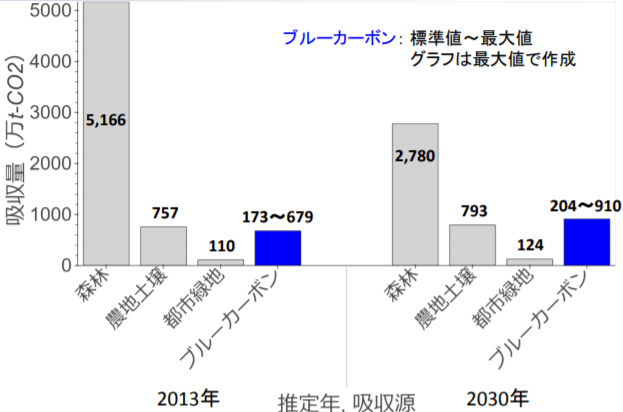 ブルーカーボン： 標準値～最大値
グラフは最大値で作成
吸収量（万t-CO2）
5000
4000
3000
2000
1000
0
5,166
757
110
173～679
2,780
793
124
204～910
森林
農地土壌
都市緑地
ブルーカーボン
森林
農地土壌
都市緑地
ブルーカーボン
2013年
推定年, 吸収源
2030年